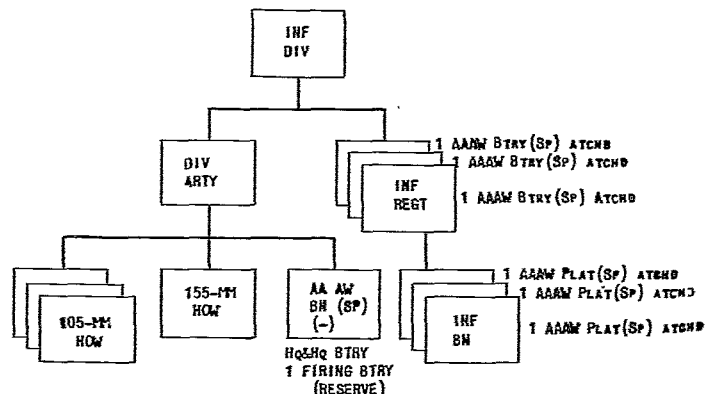 INF
DIV
DIV
ARTY
1 AAAW BTRY(SP) ATCHD
1 AAAW BTRY(SP) ATCHD
INF
REGT
1 AAAW BTRY(SP) ATCHD
105-MM
HOW
155-MM
HOW
AA AW
BN (SP)
(-)
HQ&HQ BTRY
1 FIRING BTRY
(RESERVE)
1 AAAW PLAT(SP) ATCHD
1 AAAW PLAT(SP) ATCHD
INF
BN
1 AAAW PLAT(SP) ATCHD